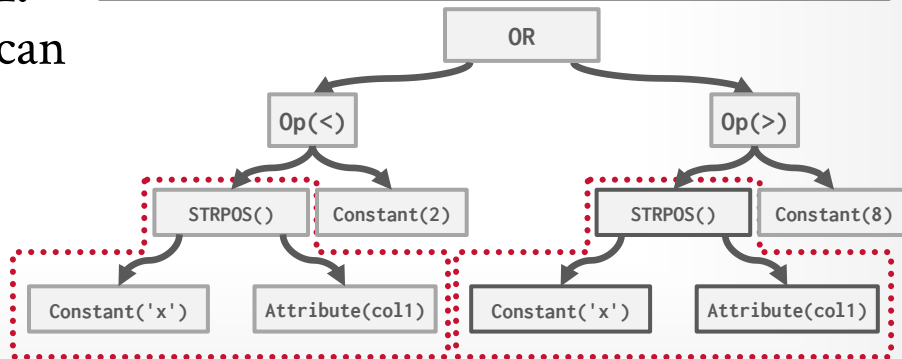 can
OR
Op(<)
Op(>)
STRPOS()
Constant(2)
STRPOS()
Constant(8)
Constant('x')
Attribute(col1)
Constant('x')
Attribute(col1)